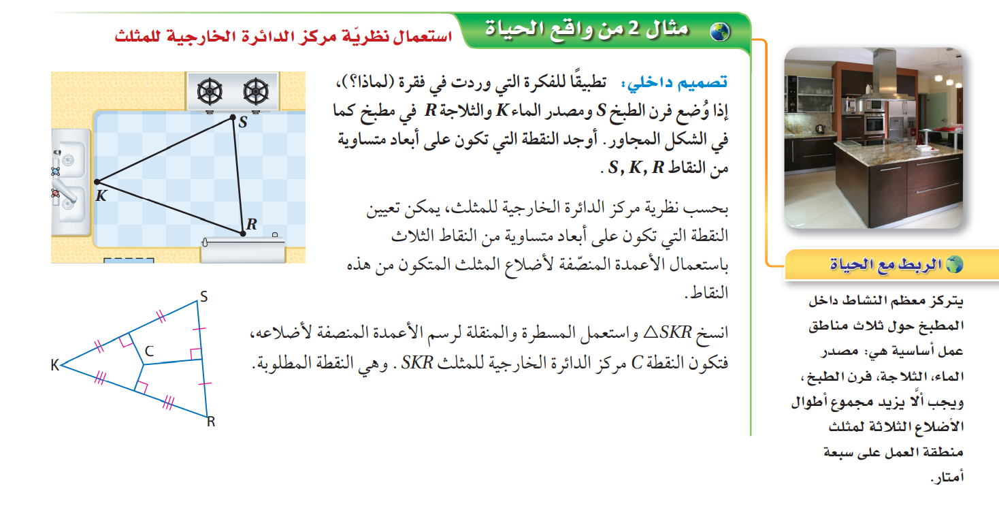 مثال 2 من واقع الحياة
استعمال نظريّة مركز الدائرة الخارجية للمثلث
تصميم داخلي: تطبيقًا للفكرة التي وردت في فقرة (لماذا؟)،
إذا وُضع فرن الطبخ S ومصدر الماء K والثلاجة R في مطبخ كما
في الشكل المجاور. أوجد النقطة التي تكون على أبعاد متساوية
من النقاط S, K, R .
S
K
R
بحسب نظرية مركز الدائرة الخارجية للمثلث، يمكن تعيين
النقطة التي تكون على أبعاد متساوية من النقاط الثلاث
باستعمال الأعمدة المنصّفة لأضلاع المثلث المتكون من هذه
النقاط.
انسخ △SKR واستعمل المسطرة والمنقلة لرسم الأعمدة المنصفة لأضلاعه،
فتكون النقطة C مركز الدائرة الخارجية للمثلث SKR . وهي النقطة المطلوبة.
S
C
K
R
الربط مع الحياة
يتركز معظم النشاط داخل
المطبخ حول ثلاث مناطق
عمل أساسية هي: مصدر
الماء، الثلاجة، فرن الطبخ،
ويجب ألَّا يزيد مجموع أطوال
الأضلاع الثلاثة لمثلث
منطقة العمل على سبعة
أمتار.